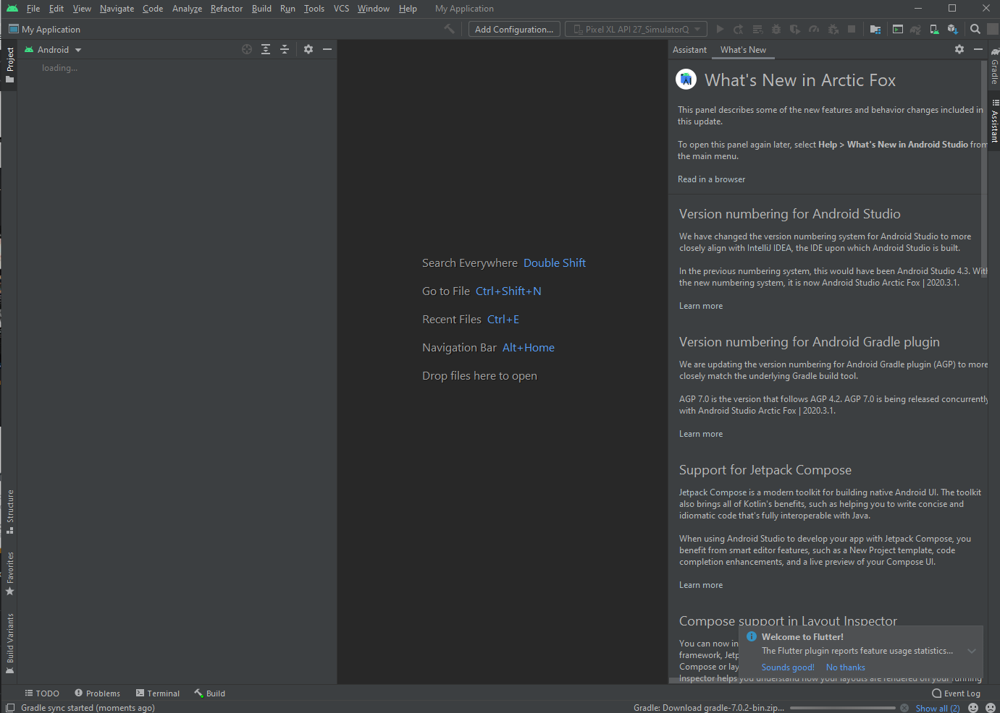 File Edit View Navigate Code Analyze Refactor Build Run Tools VCS Window Help My Application
My Application Add Configuration... Pixel XL API 27_SimulatorQ
Project
Android
loading...
Structure
Favorites
Build Variants
Search Everywhere Double Shift
Go to File Ctrl+Shift+N
Recent Files Ctrl+E
Navigation Bar Alt+Home
Drop files here to open
Assistant What's New
What's New in Arctic Fox
This panel describes some of the new features and behavior changes included in
this update.
To open this panel again later, select Help > What's New in Android Studio from
the main menu.
Read in a browser
Version numbering for Android Studio
We have changed the version numbering system for Android Studio to more
closely align with IntelliJ IDEA, the IDE upon which Android Studio is built.
In the previous numbering system, this would have been Android Studio 4.3. With
the new numbering system, it is now Android Studio Arctic Fox | 2020.3.1.
Learn more
Version numbering for Android Gradle plugin
We are updating the version numbering for Android Gradle plugin (AGP) to more
closely match the underlying Gradle build tool.
AGP 7.0 is the version that follows AGP 4.2. AGP 7.0 is being released concurrently
with Android Studio Arctic Fox | 2020.3.1.
Learn more
Support for Jetpack Compose
Jetpack Compose is a modern toolkit for building native Android UI. The toolkit
also brings all of Kotlin's benefits, such as helping you to write concise and
idiomatic code that's fully interoperable with Java.
When using Android Studio to develop your app with Jetpack Compose, you
benefit from smart editor features, such as a New Project template, code
completion enhancements, and a live preview of your Compose UI.
Learn more
Compose support in Layout Inspector
You can now in
framework, Jetp
Compose or lay
Inspector helps you understand how your layouts are rendered on your running
Welcome to Flutter!
The Flutter plugin reports feature usage statistics...
Sounds good! No thanks
Gradle
Assistant
TODO Problems Terminal Build Event Log
Gradle sync started (moments ago) Gradle: Download gradle-7.0.2-bin.zip... Show all (2)